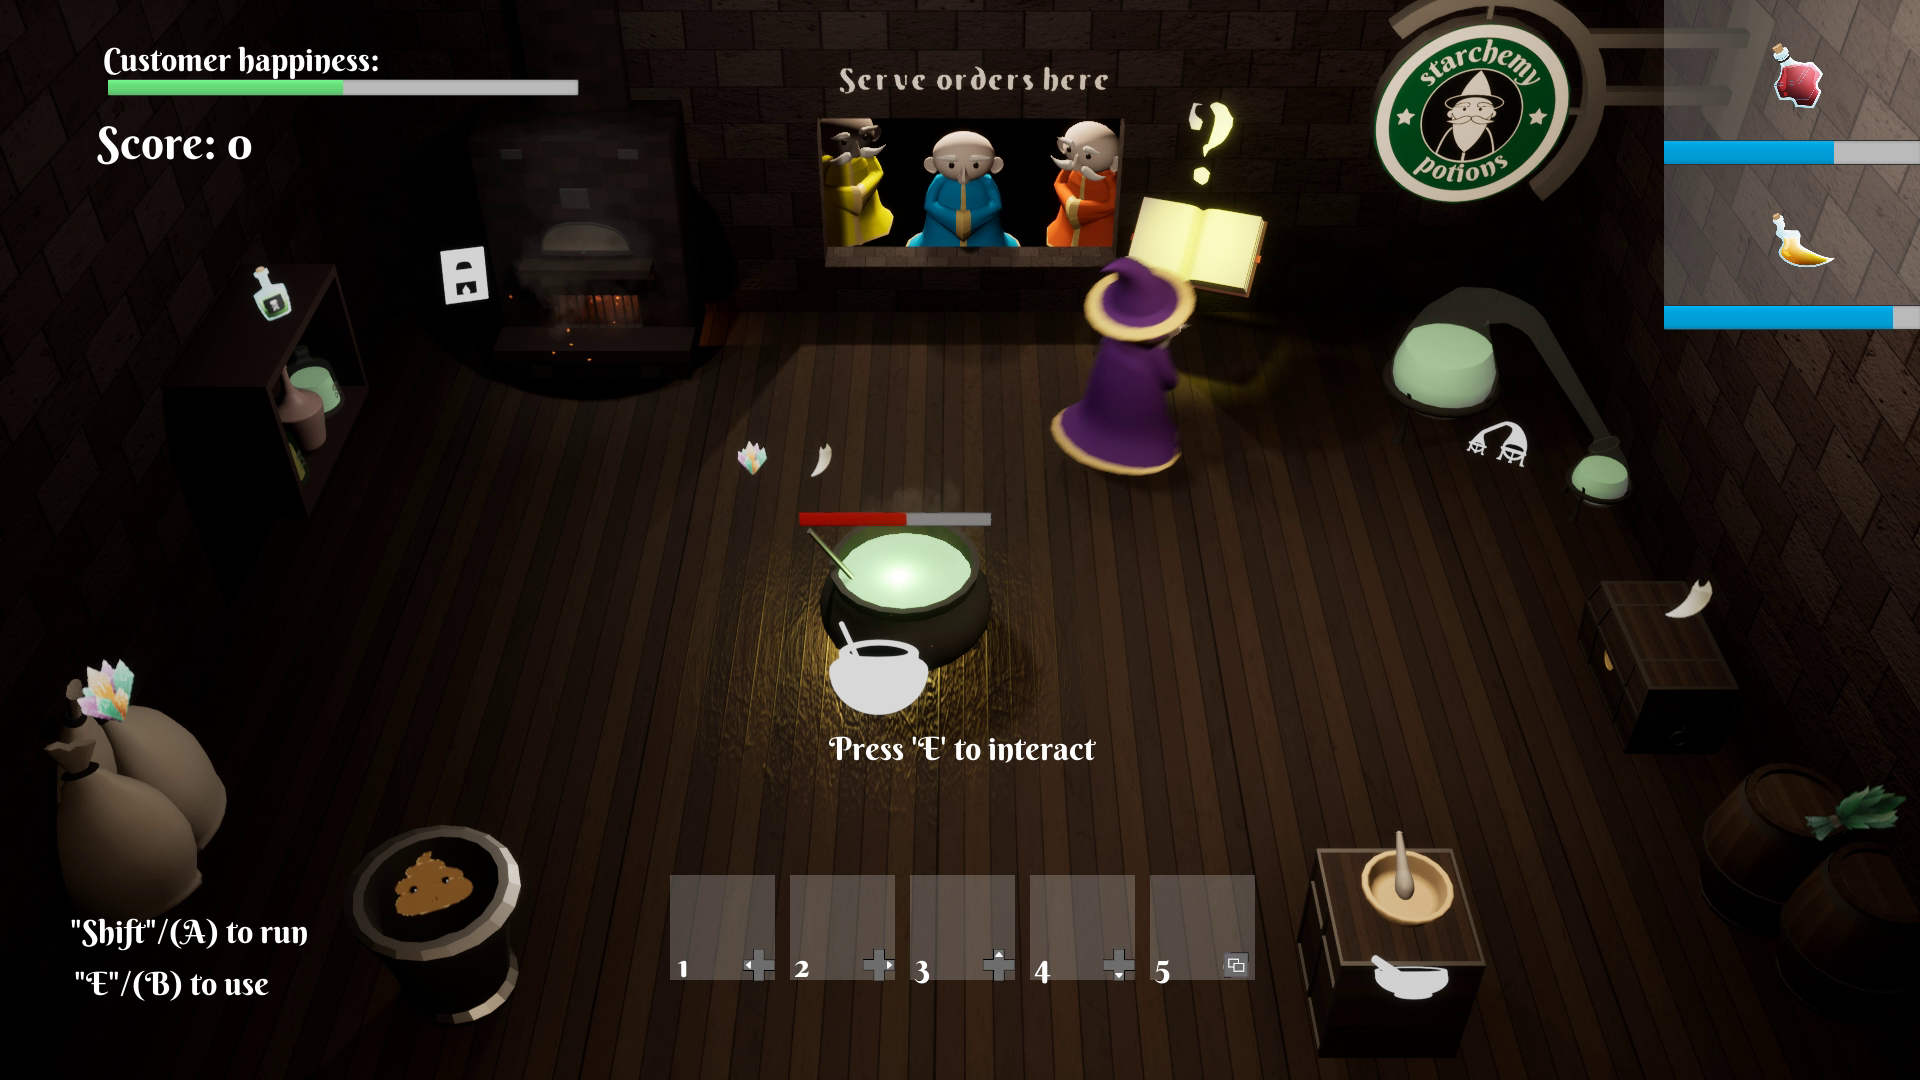 Customer happiness:
Score: 0
Serve orders here
starchemy
potions
Press 'E' to interact
"Shift"/(A) to run
"E"/(B) to use
1
2
3
4
5